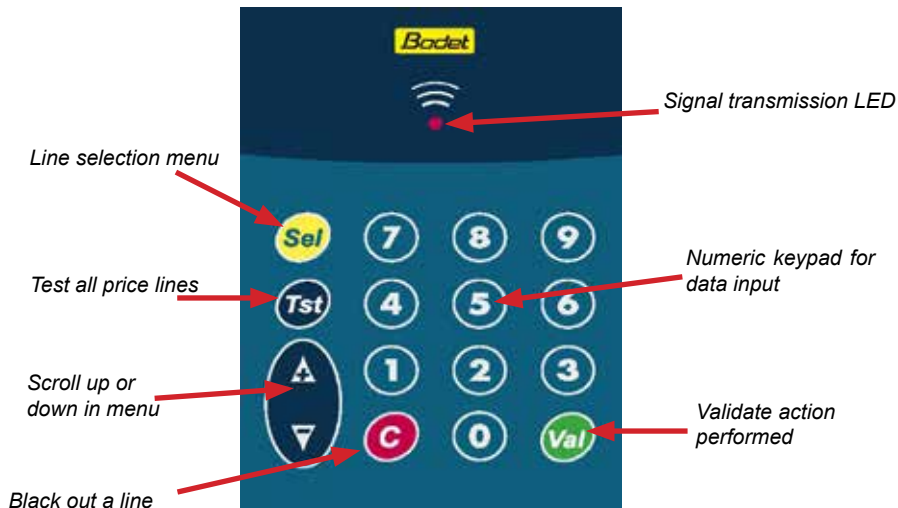 Bodet
Signal transmission LED
Line selection menu
Sel 7 8 9
Numeric keypad for
data input
Test all price lines
Tst 4 5 6
Scroll up or
down in menu
+ 1 2 3
Validate action
performed
- C 0 Val
Black out a line